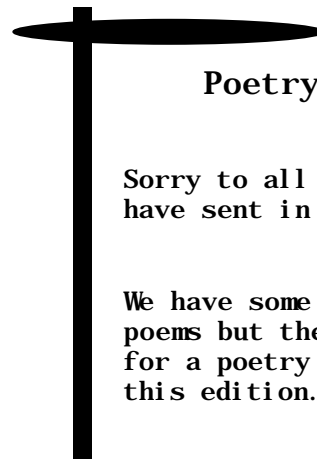 Poetry
Sorry to all
have sent in
We have some
poems but the
for a poetry
this edition.